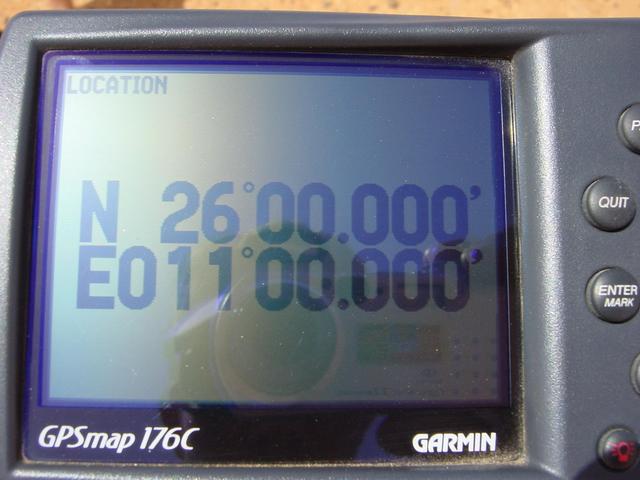 LOCATION
N 26°00.000'
E011°00.000'
P
QUIT
ENTER
MARK
GPSmap 176C
GARMIN